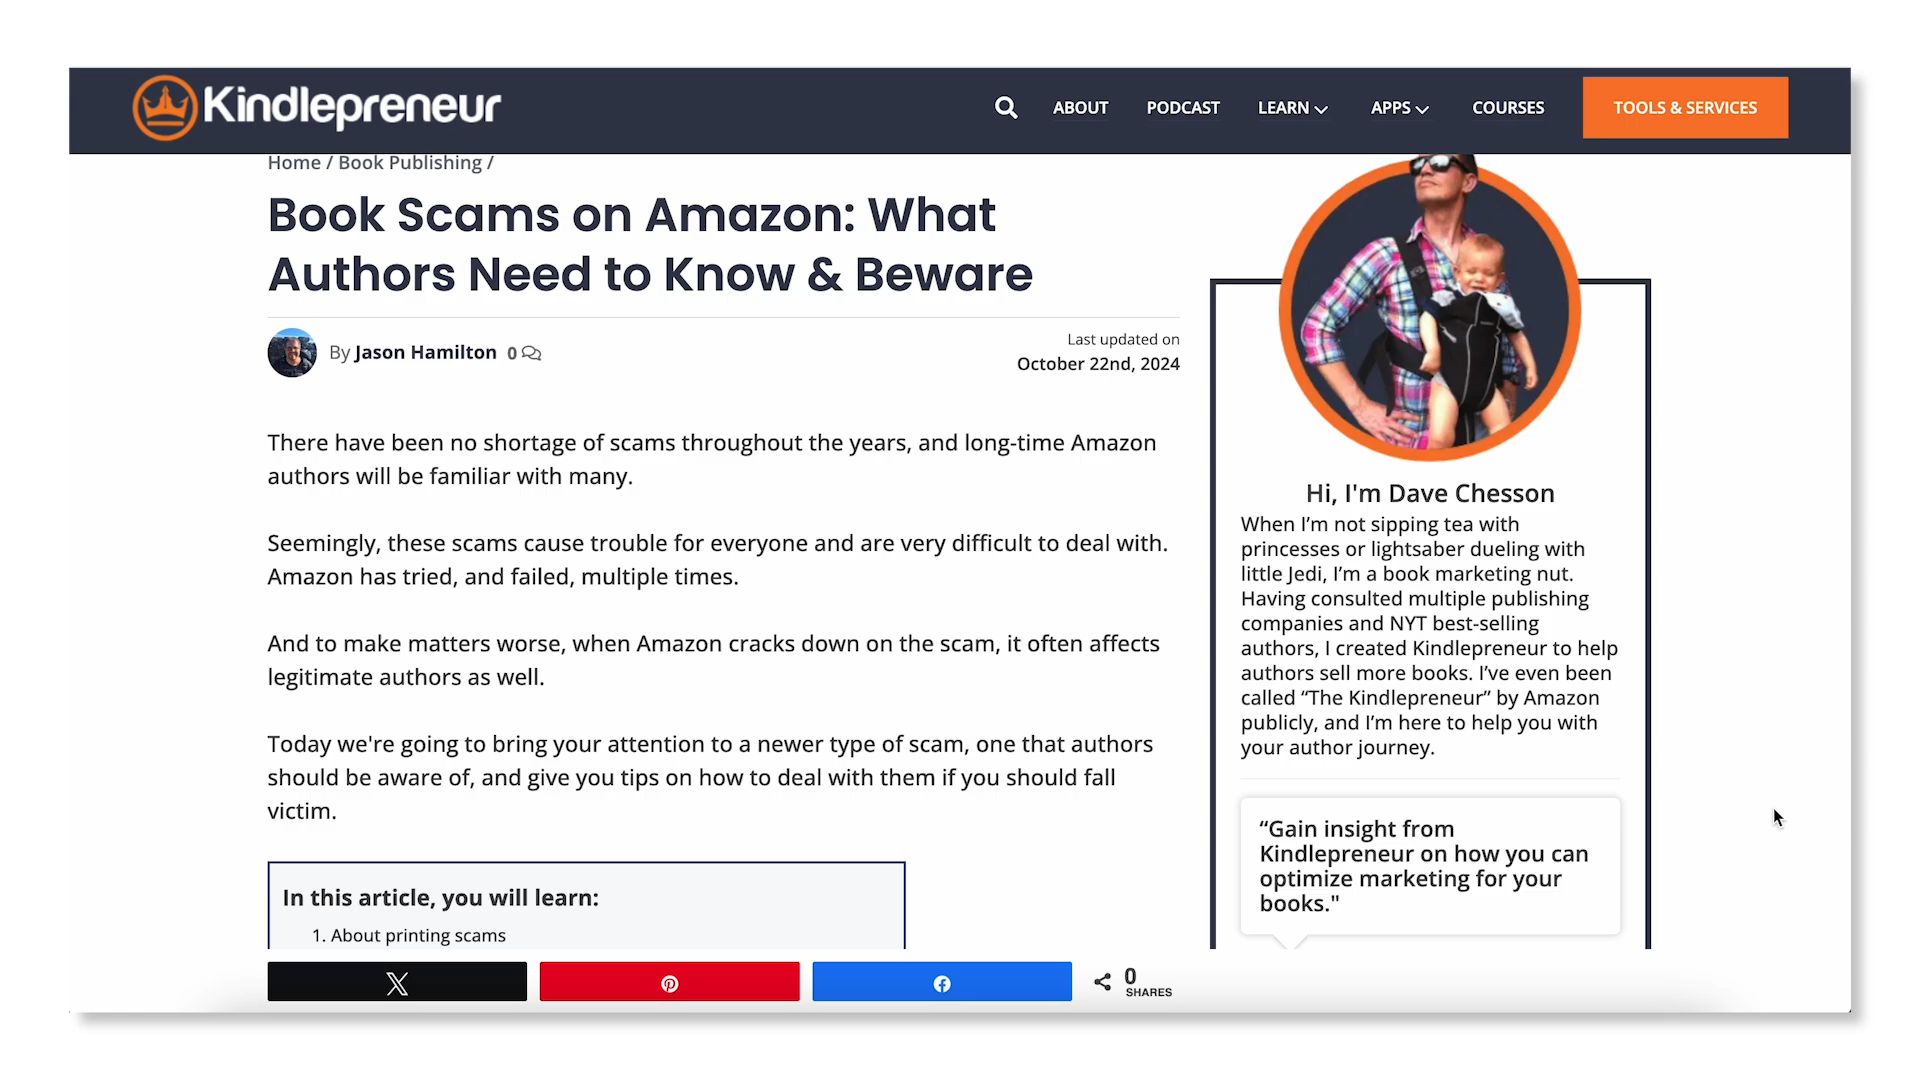 Kindlepreneur
ABOUT
PODCAST
LEARN
APPS
COURSES
TOOLS & SERVICES
Home / Book Publishing /
Book Scams on Amazon: What
Authors Need to Know & Beware
By Jason Hamilton 0
Last updated on
October 22nd, 2024
There have been no shortage of scams throughout the years, and long-time Amazon
authors will be familiar with many.
Seemingly, these scams cause trouble for everyone and are very difficult to deal with.
Amazon has tried, and failed, multiple times.
And to make matters worse, when Amazon cracks down on the scam, it often affects
legitimate authors as well.
Today we're going to bring your attention to a newer type of scam, one that authors
should be aware of, and give you tips on how to deal with them if you should fall
victim.
In this article, you will learn:
1. About printing scams
0
SHARES
Hi, I'm Dave Chesson
When I’m not sipping tea with
princesses or lightsaber dueling with
little Jedi, I’m a book marketing nut.
Having consulted multiple publishing
companies and NYT best-selling
authors, I created Kindlepreneur to help
authors sell more books. I’ve even been
called “The Kindlepreneur” by Amazon
publicly, and I’m here to help you with
your author journey.
“Gain insight from
Kindlepreneur on how you can
optimize marketing for your
books."